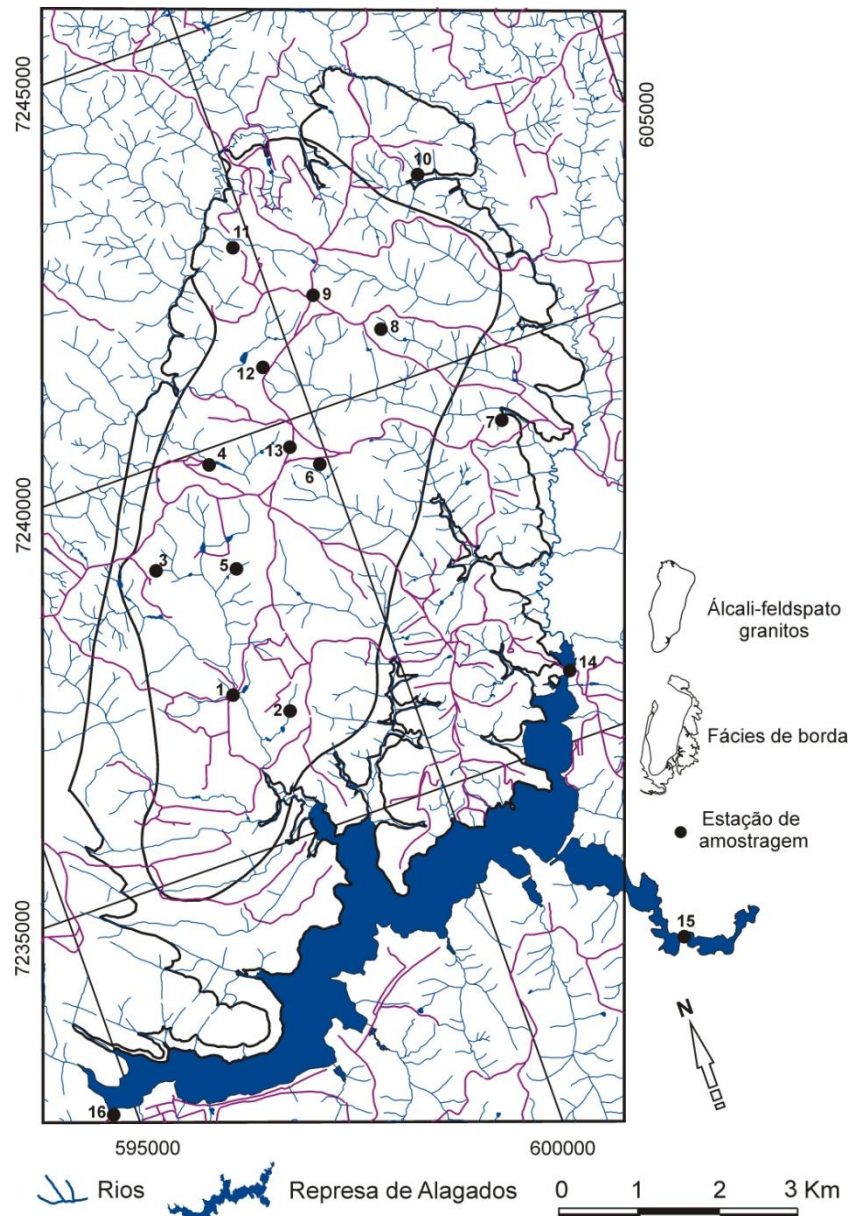 7245000
605000
10
11
9
8
12
7
13
4
6
7240000
3
5
Álcali-feldspato
granitos
14
1
2
Fácies de borda
Estação de
amostragem
7235000
15
N
16
595000
600000
Rios
Represa de Alagados
0 1 2 3 Km